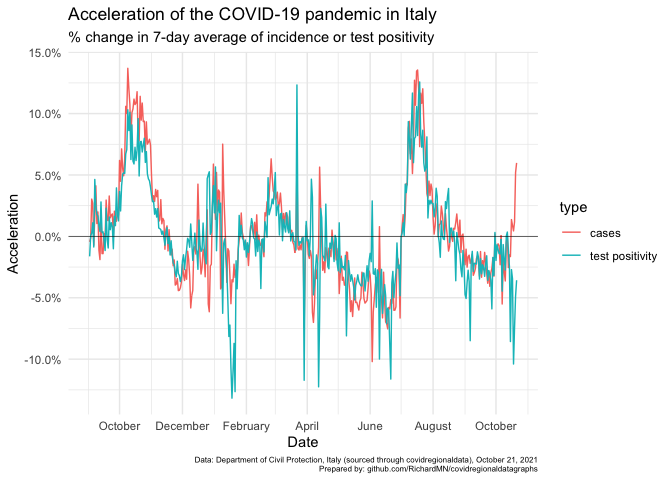 Acceleration of the COVID-19 pandemic in Italy
% change in 7-day average of incidence or test positivity
15.0%
10.0%
5.0%
0.0%
-5.0%
-10.0%
Acceleration
October December February April June August October
Date
type
cases
test positivity
Data: Department of Civil Protection, Italy (sourced through covidregionaldata), October 21, 2021
Prepared by: github.com/RichardMN/covidregionaldatagraphs